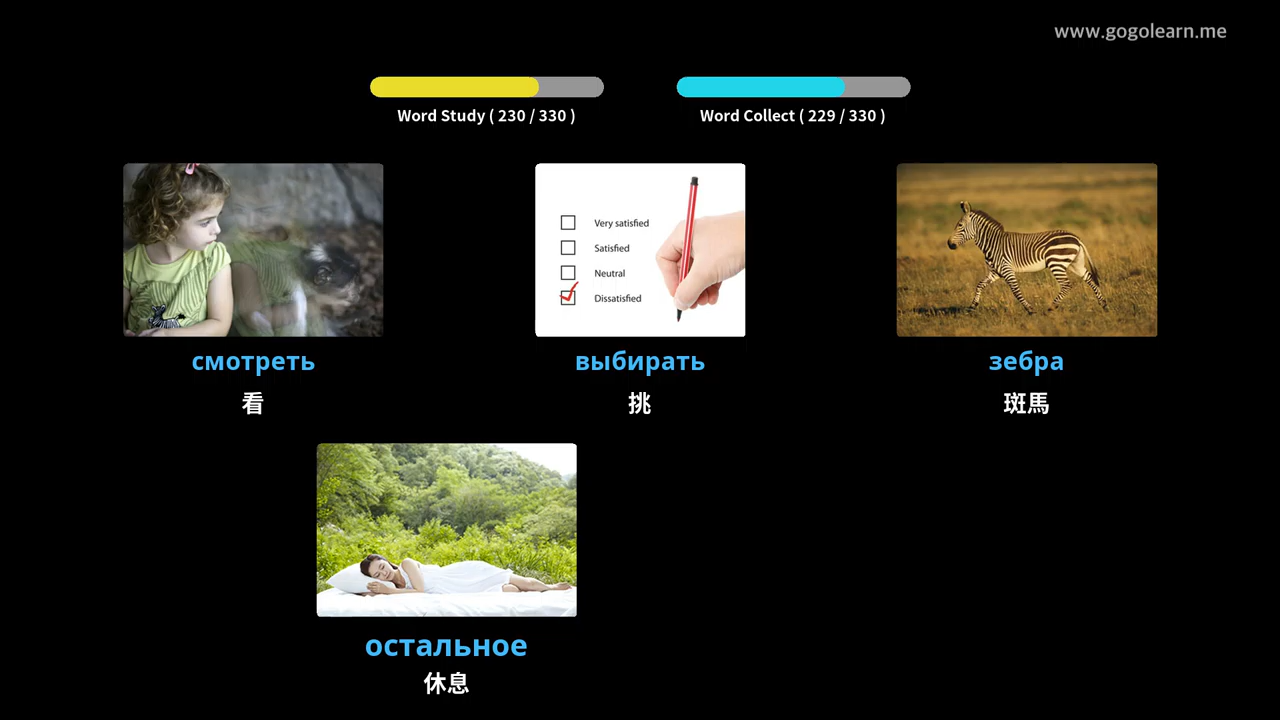 www.gogolearn.me
Word Study ( 230 / 330 )
Word Collect ( 229 / 330 )
Very satisfied
Satisfied
Neutral
Dissatisfied
смотреть
выбирать
зебра
看
挑
斑馬
остальное
休息